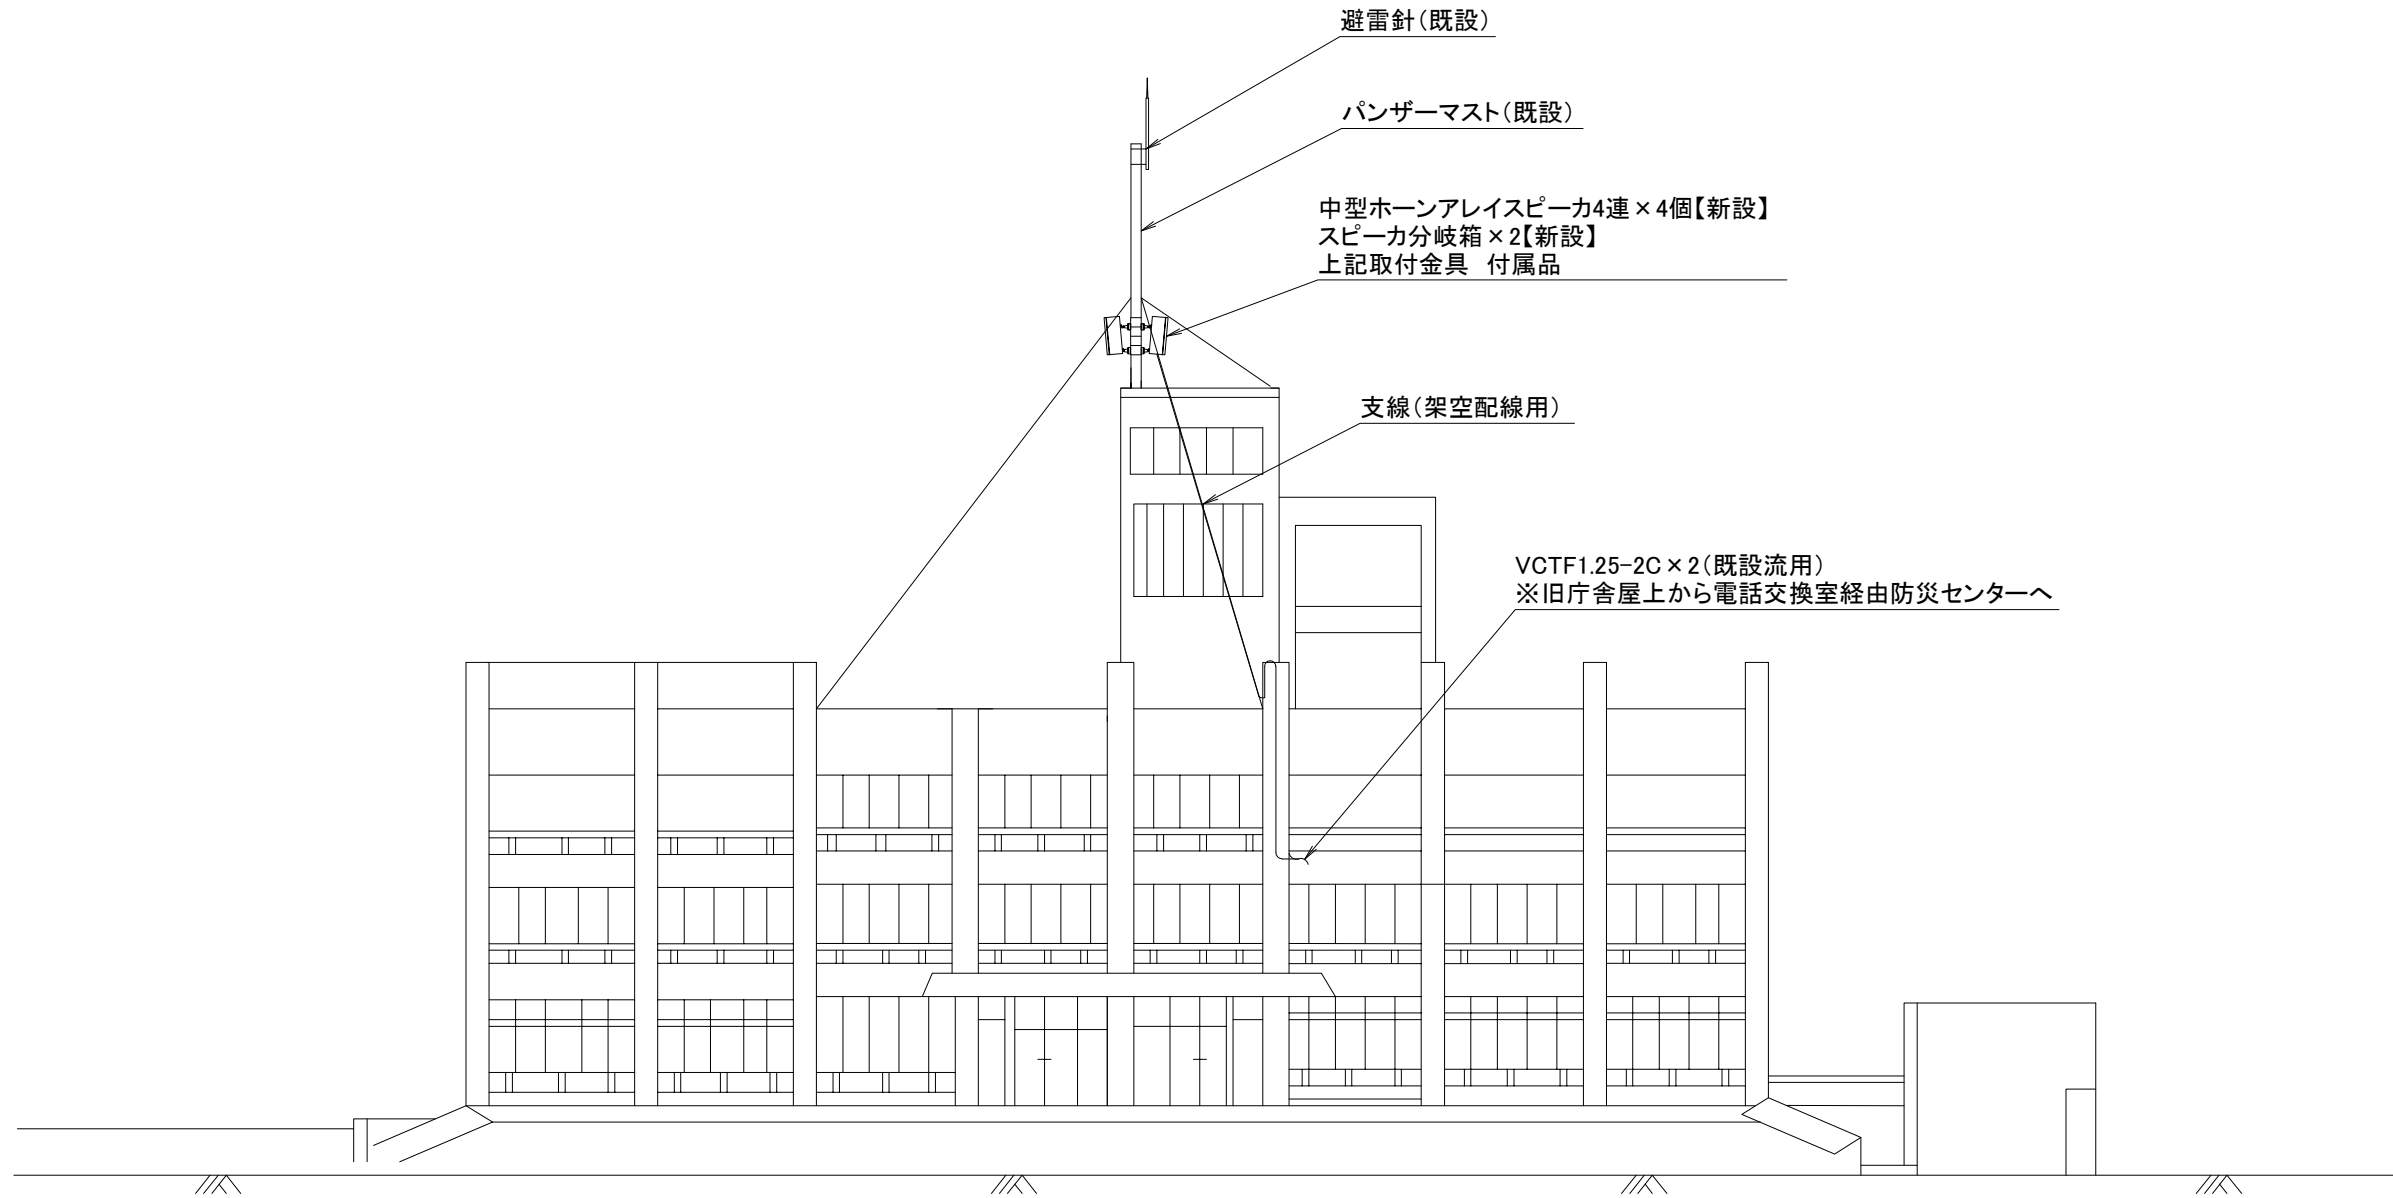 避雷針（既設）
パンザーマスト（既設）
中型ホーンアレイスピーカ4連×4個【新設】
スピーカ分岐箱×2【新設】
上記取付金具　付属品
支線（架空配線用）
VCTF1.25-2C×2（既設流用）
※旧庁舎屋上から電話交換室経由防災センターへ